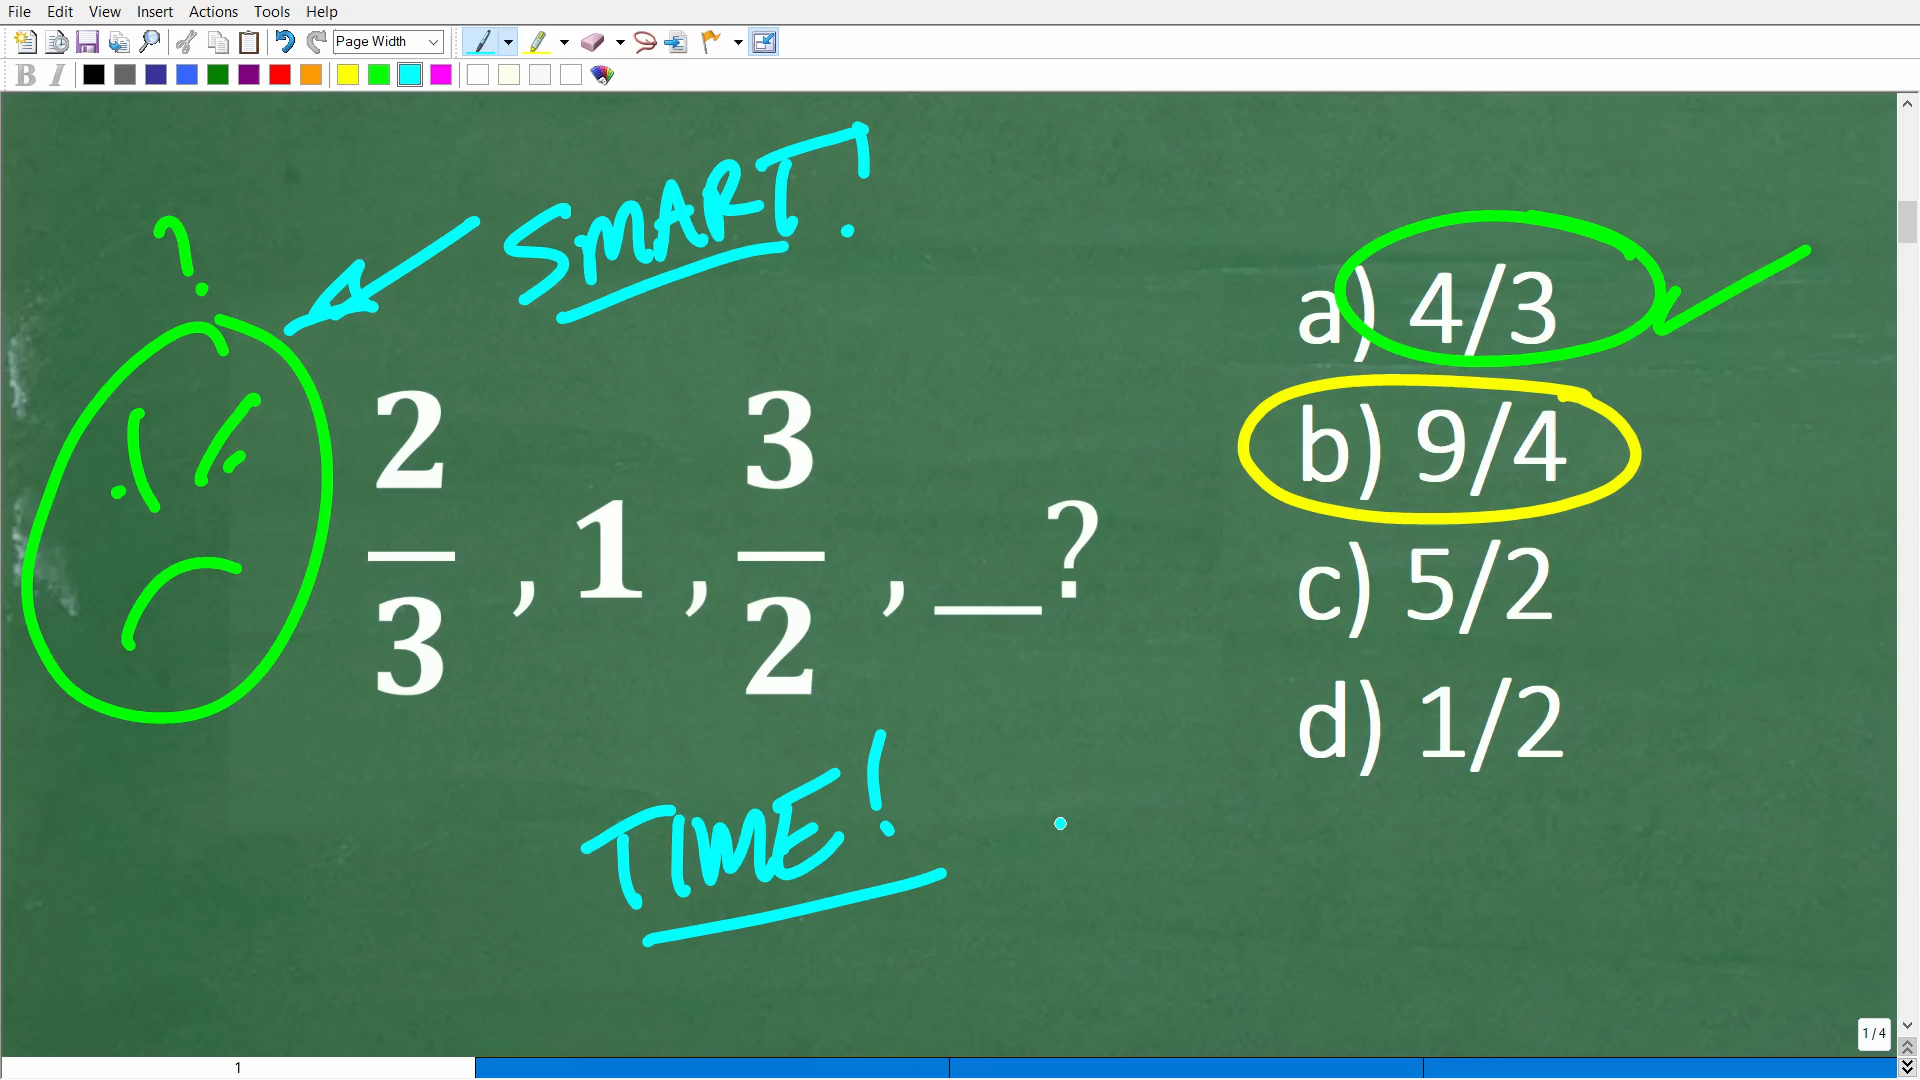 File Edit View Insert Actions Tools Help
Page Width
B I
SMART!
?
a) 4/3
b) 9/4
c) 5/2
d) 1/2
2/3 , 1 , 3/2 , __?
TIME!
1 / 4
1